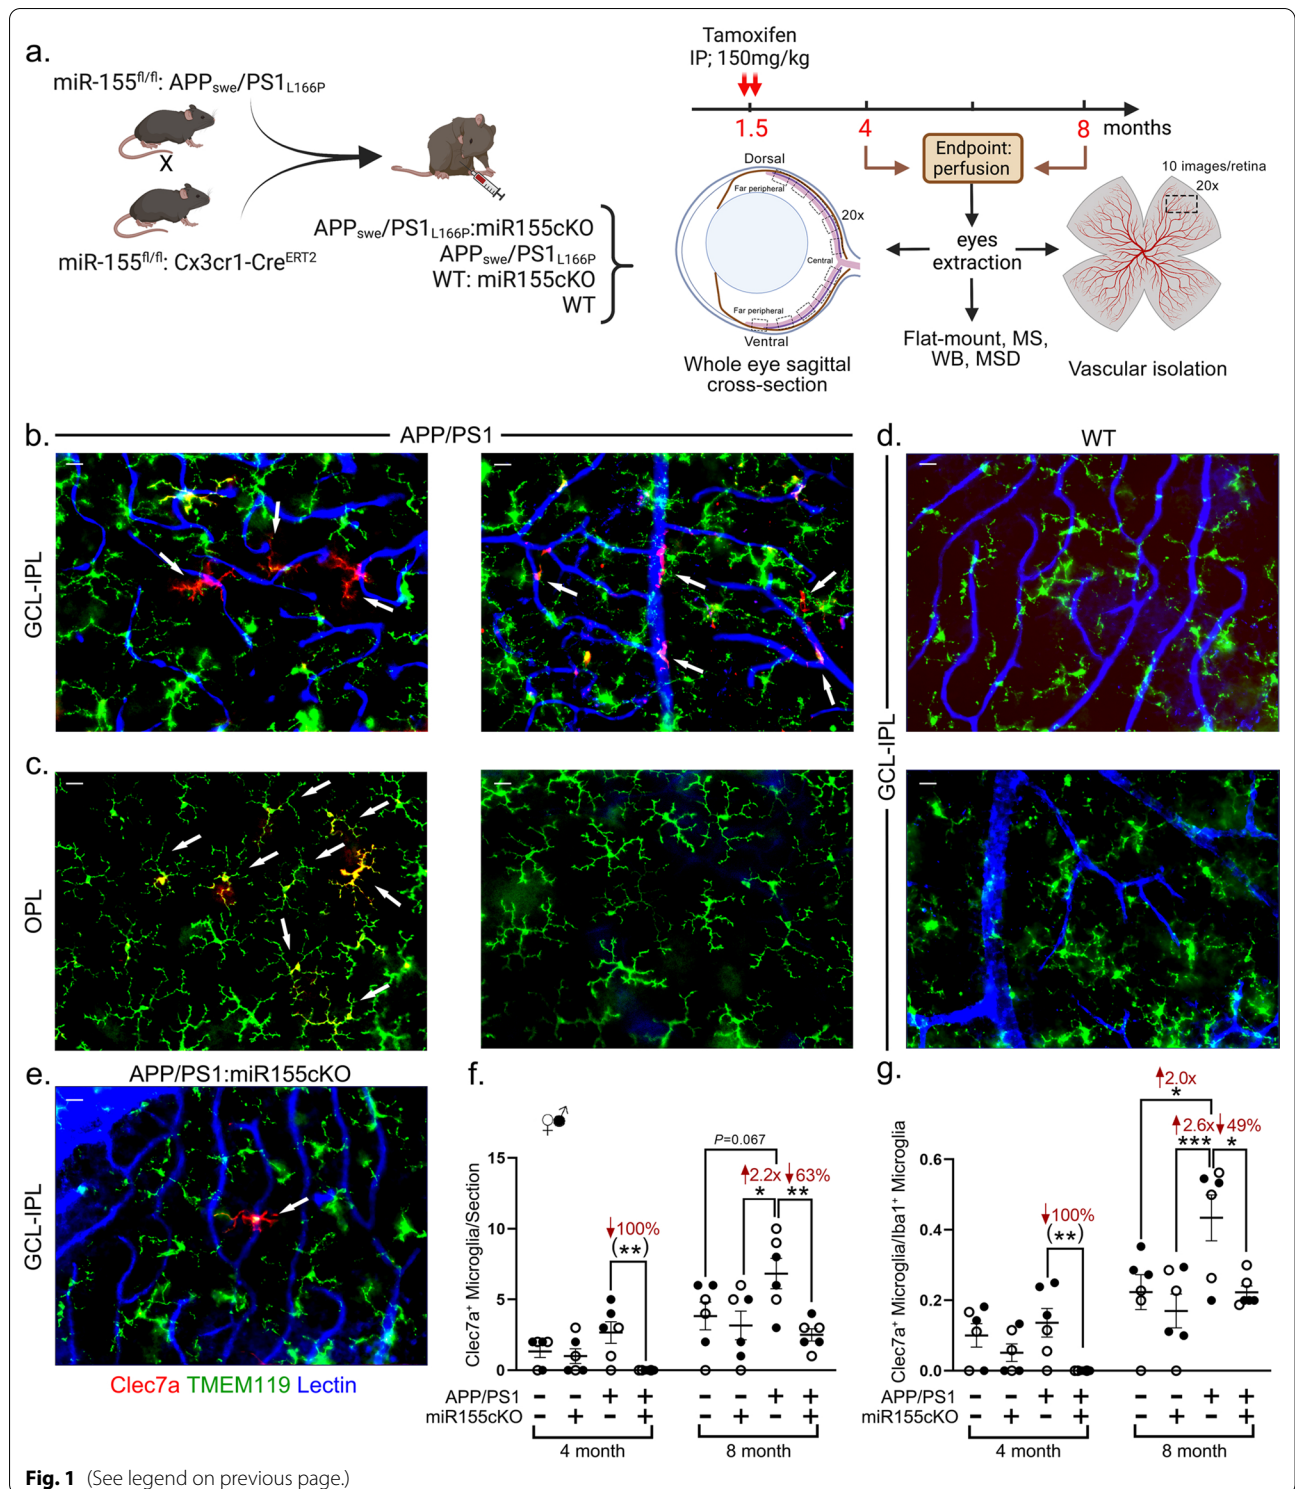 a.
miR-155fl/fl: APPswe/PS1L166P
X
miR-155fl/fl: Cx3cr1-CreERT2
APPswe/PS1L166P:miR155cKO
APPswe/PS1L166P
WT: miR155cKO
WT
Tamoxifen
IP; 150mg/kg
1.5 4 8 months
Endpoint:
perfusion
eyes
extraction
Flat-mount, MS,
WB, MSD
Dorsal
Far peripheral
20x
Central
Far peripheral
Ventral
Whole eye sagittal
cross-section
10 images/retina
20x
Vascular isolation
b. APP/PS1
GCL-IPL
c.
OPL
d. WT
GCL-IPL
e. APP/PS1:miR155cKO
GCL-IPL
Clec7a TMEM119 Lectin
f.
♀♂
Clec7a+ Microglia/Section
15
10
5
0
↓100%
(**)
P=0.067
↑2.2x ↓63%
* **
APP/PS1 - - + + - - + +
miR155cKO - + - + - + - +
4 month 8 month
g.
Clec7a+ Microglia/Iba1+ Microglia
0.6
0.4
0.2
0.0
↓100%
(**)
↑2.0x
*
↑2.6x ↓49%
*** *
APP/PS1 - - + + - - + +
miR155cKO - + - + - + - +
4 month 8 month
Fig. 1 (See legend on previous page.)